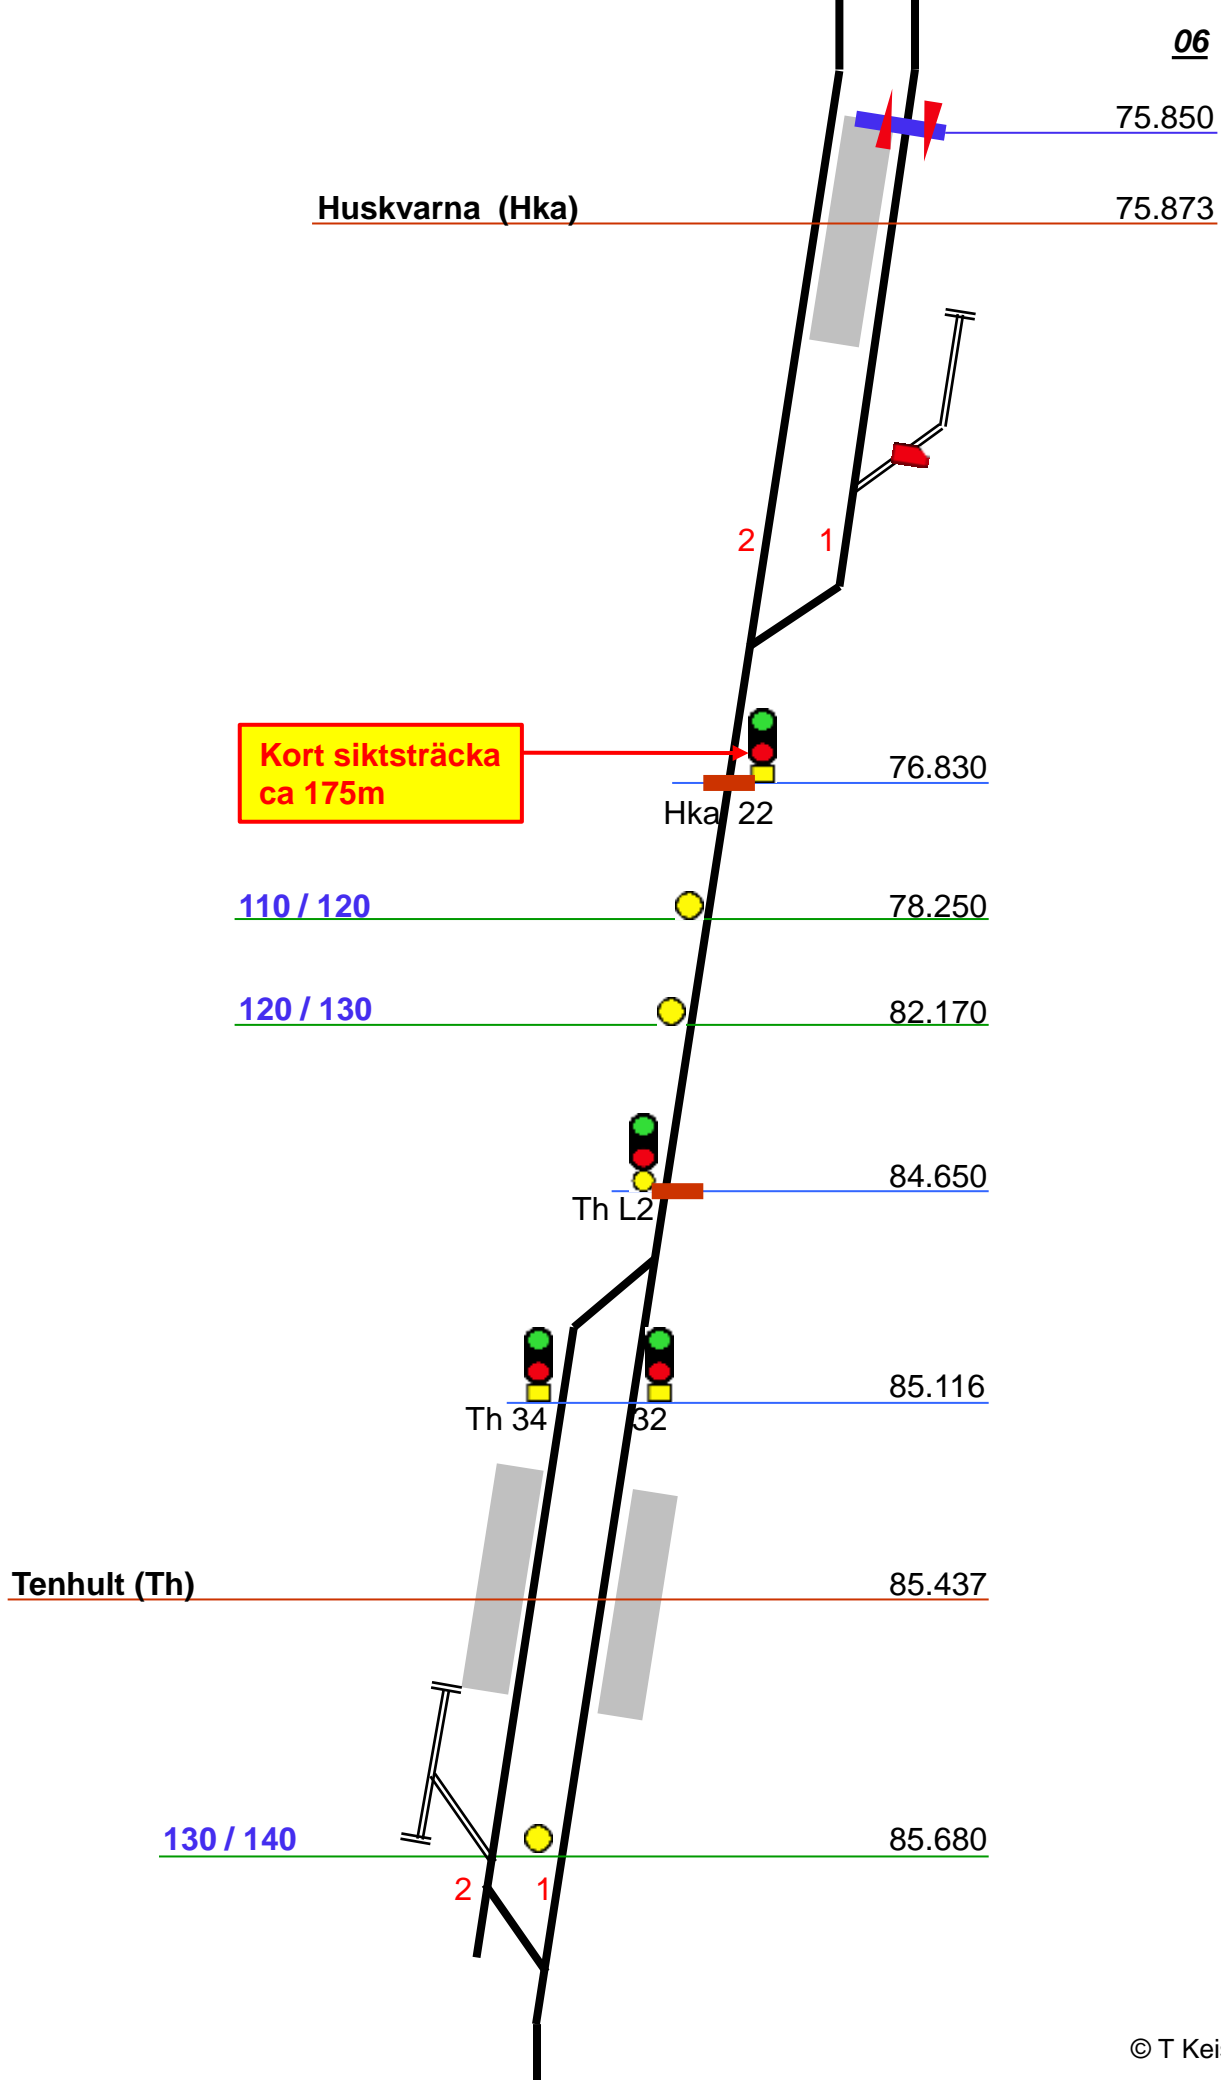 06
75.850
Huskvarna (Hka)
75.873
2
1
Kort siktsträcka
ca 175m
76.830
Hka 22
110 / 120
78.250
120 / 130
82.170
84.650
Th L2
85.116
Th 34
32
Tenhult (Th)
85.437
130 / 140
85.680
2
1
© T